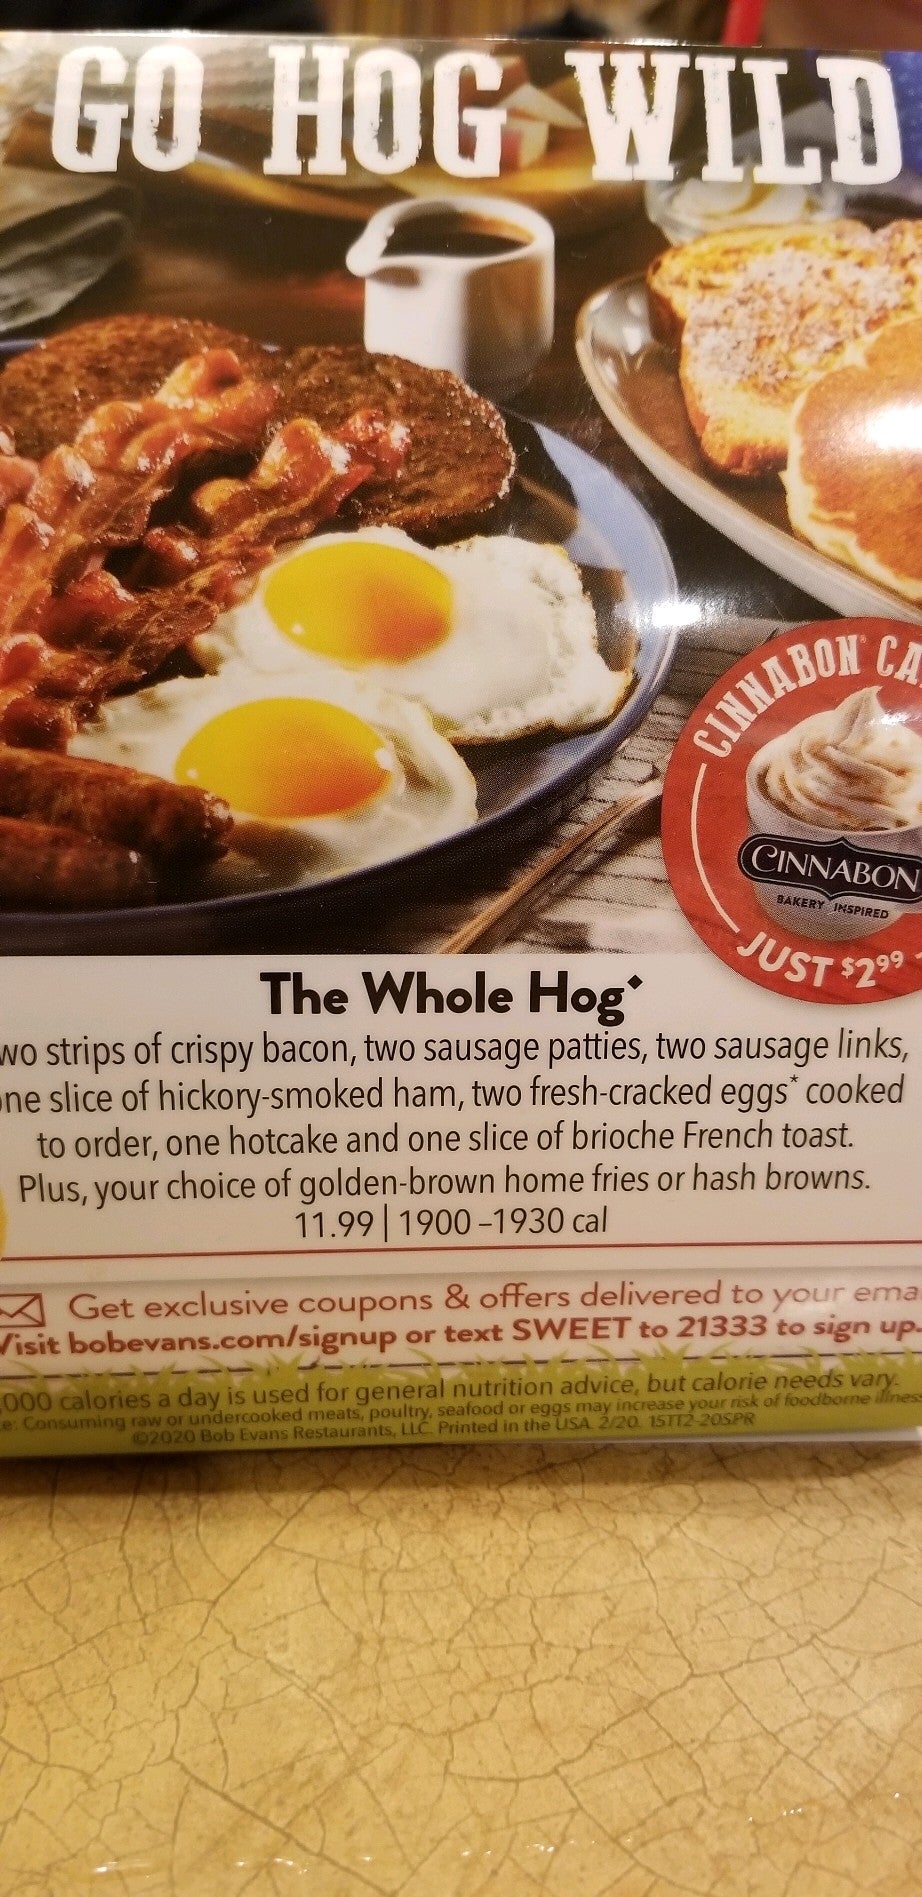 GO HOG WILD
CINNABON® CA
CINNABON
BAKERY INSPIRED
JUST $2⁹⁹
The Whole Hog◆
wo strips of crispy bacon, two sausage patties, two sausage links,
ne slice of hickory-smoked ham, two fresh-cracked eggs* cooked
to order, one hotcake and one slice of brioche French toast.
Plus, your choice of golden-brown home fries or hash browns.
11.99 | 1900 –1930 cal
Get exclusive coupons & offers delivered to your ema
Visit bobevans.com/signup or text SWEET to 21333 to sign up.
,000 calories a day is used for general nutrition advice, but calorie needs vary.
e: Consuming raw or undercooked meats, poultry, seafood or eggs may increase your risk of foodborne illnes
©2020 Bob Evans Restaurants, LLC. Printed in the USA. 2/20. 15TT2-20SPR